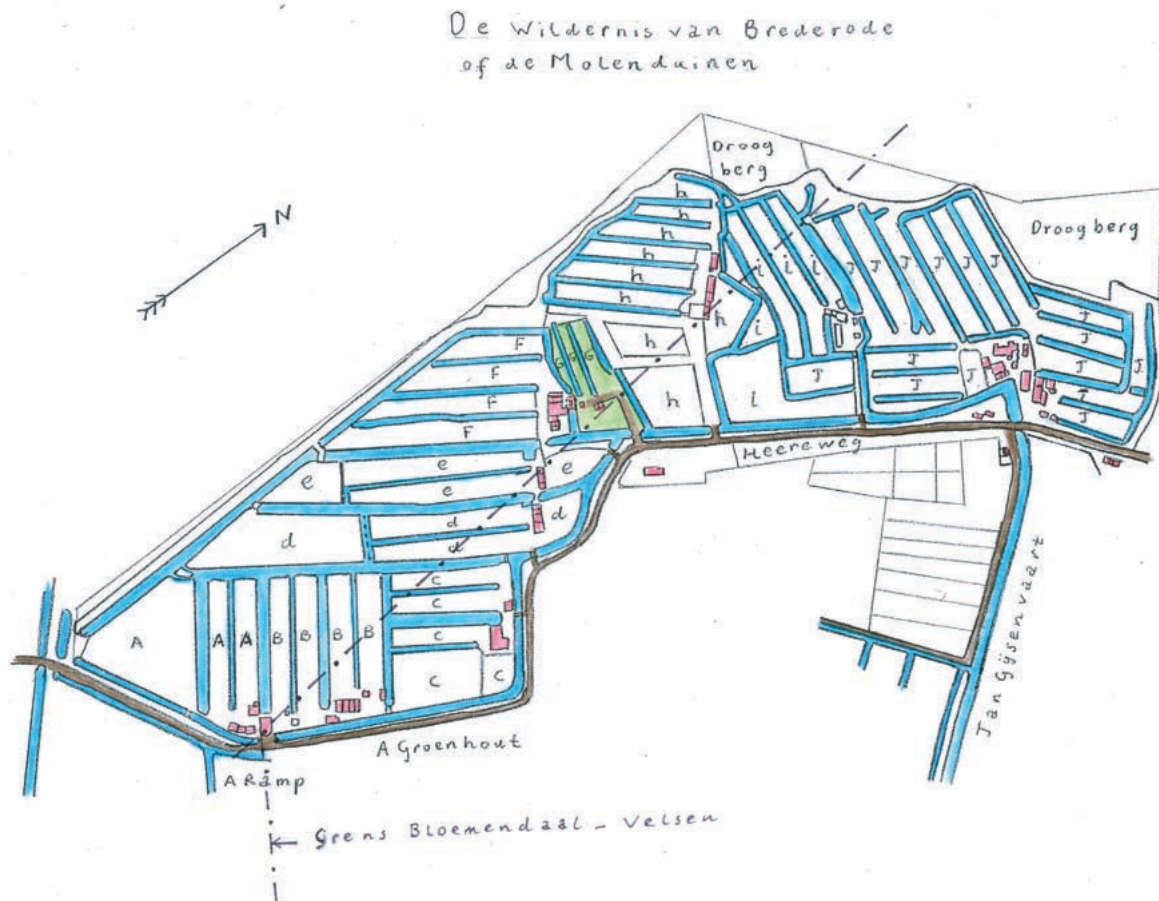 De Wildernis van Brederode
of de Molenduinen
Droog
berg
N
Droogberg
h
h
h
h
h
h
i
i
i
J
J
J
J
J
J
h
i
h
J
J
J
J
J
J
F
G
G
G
h
J
J
J
J
J
F
h
i
F
F
Heereweg
e
e
e
e
d
d
d
d
Jan Gijsenvaart
A
A
A
B
B
B
B
C
C
C
C
C
A Groenhout
A Ramp
Grens Bloemendaal - Velsen